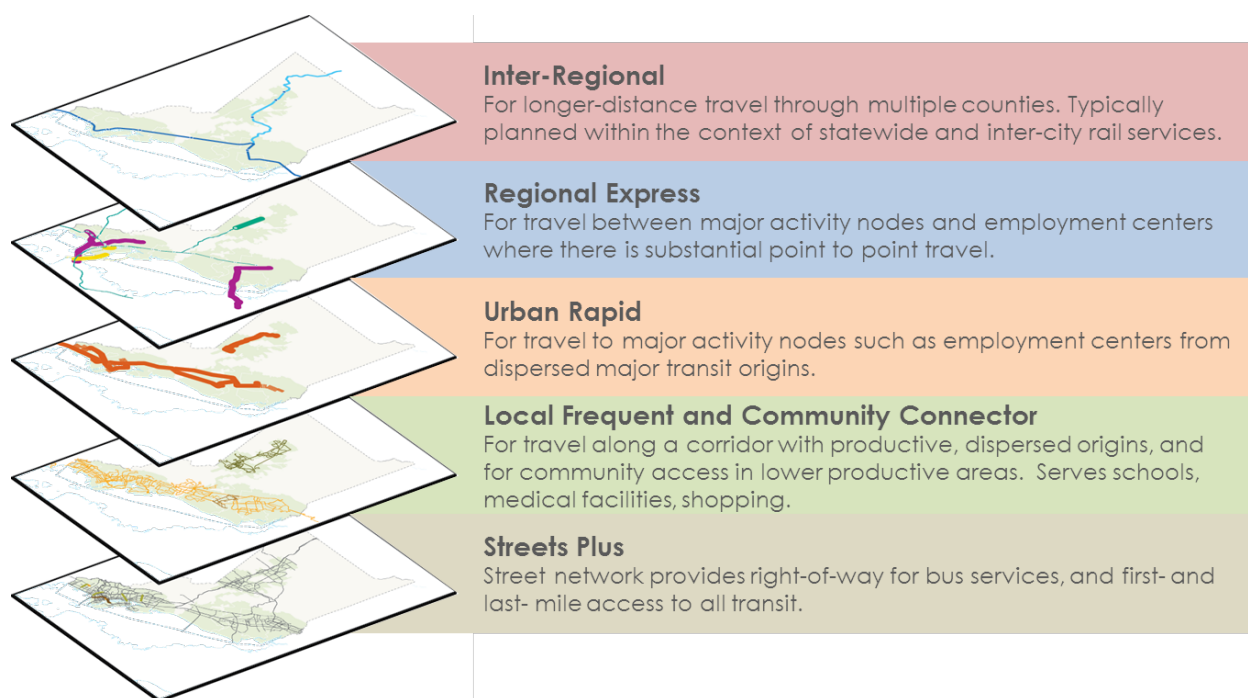 Inter-Regional
For longer-distance travel through multiple counties. Typically
planned within the context of statewide and inter-city rail services.
Regional Express
For travel between major activity nodes and employment centers
where there is substantial point to point travel.
Urban Rapid
For travel to major activity nodes such as employment centers from
dispersed major transit origins.
Local Frequent and Community Connector
For travel along a corridor with productive, dispersed origins, and
for community access in lower productive areas.  Serves schools,
medical facilities, shopping.
Streets Plus
Street network provides right-of-way for bus services, and first- and
last- mile access to all transit.